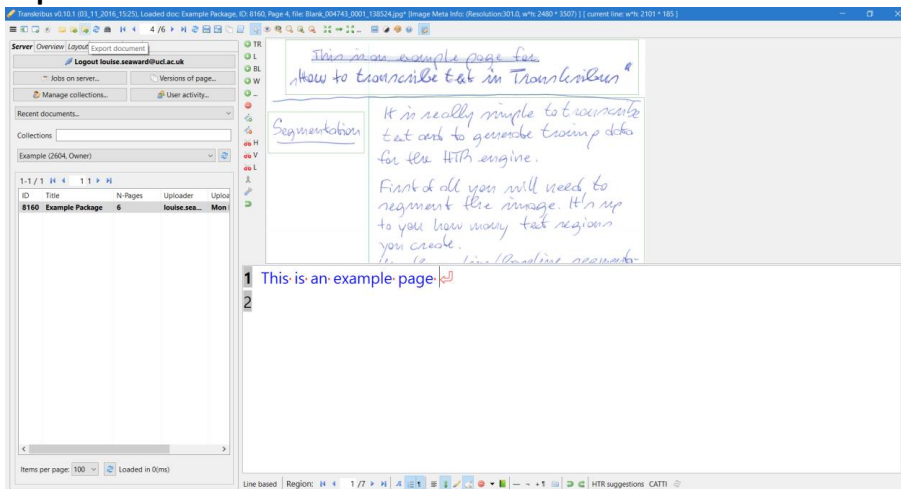 Transkribus v0.10.1 (03_11_2016_15:25), Loaded doc: Example Package, ID: 8160, Page 4, file: Blank_004743_0001_138524.jpg* [Image Meta Info: (Resolution:301.0, w*h: 2480 * 3507) ] [ current line: w*h: 2101 * 185 ]
4 /6
Server Overview Layout
Export document
Logout louise.seaward@ucl.ac.uk
Jobs on server... Versions of page...
Manage collections... User activity...
Recent documents...
Collections
Example (2604, Owner)
1-1 / 1 1 1
ID Title N-Pages Uploader Uploa
8160 Example Package 6 louise.sea... Mon
Items per page: 100 Loaded in 0(ms)
TR
L
BL
W
...
H
V
L
This is an example page for
"How to transcribe text in Transkribus"
Segmentation
It is really simple to transcribe
text and to generate training data
for the HTR engine.
First of all you will need to
segment the image. It's up
to you how many text regions
you create.
1 This is an example page
2
Line based Region: 1 /7 HTR suggestions CATTI